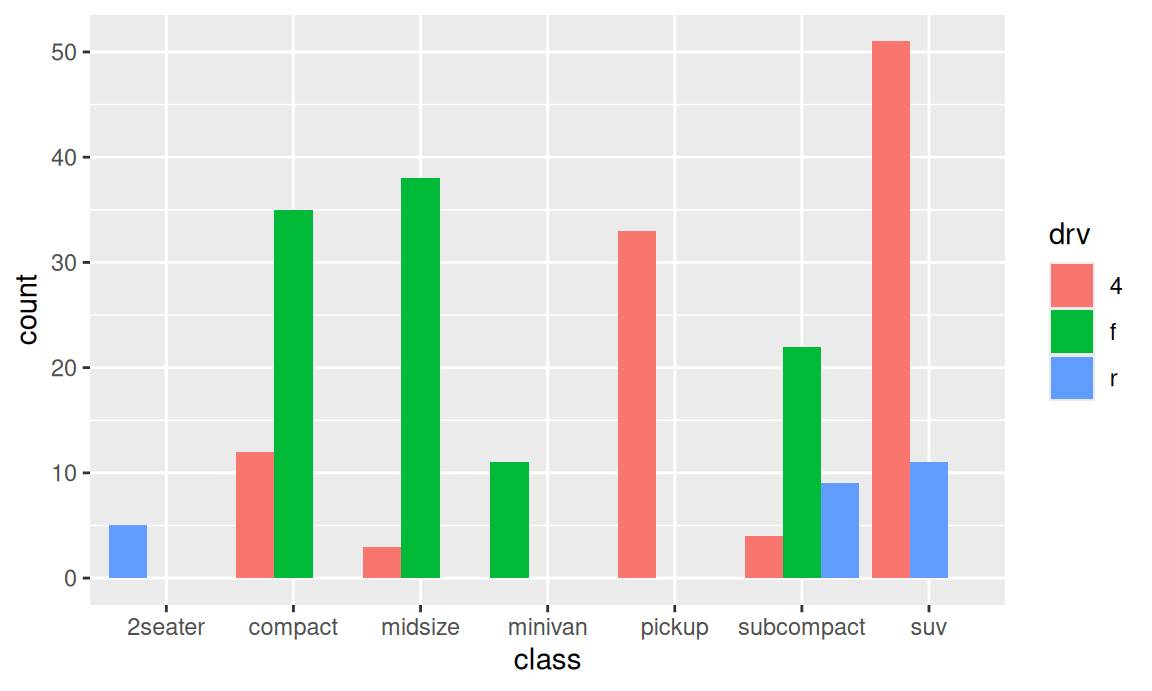 50
40
30
20
10
0
count
2seater compact midsize minivan pickup subcompact suv
class
drv
4
f
r